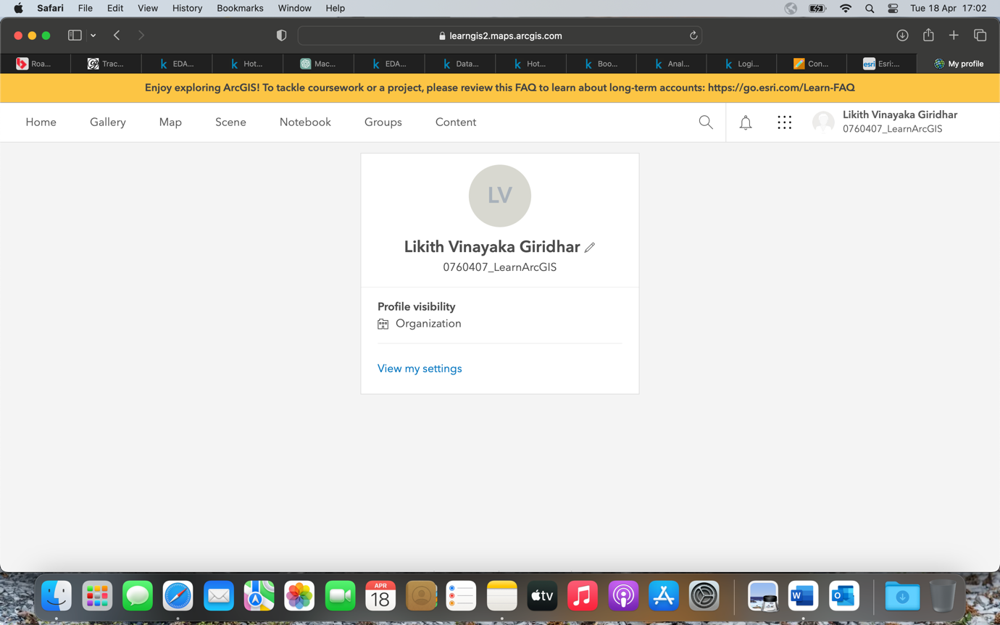 Safari File Edit View History Bookmarks Window Help Tue 18 Apr 17:02
learngis2.maps.arcgis.com
Roa... Trac... EDA... Hot... Mac... EDA... Data... Hot... Boo... Anal... Logi... Con... esri Esri:... My profile
Enjoy exploring ArcGIS! To tackle coursework or a project, please review this FAQ to learn about long-term accounts: https://go.esri.com/Learn-FAQ
Home Gallery Map Scene Notebook Groups Content
Likith Vinayaka Giridhar
0760407_LearnArcGIS
LV
Likith Vinayaka Giridhar
0760407_LearnArcGIS
Profile visibility
Organization
View my settings
APR
18
tv
W
O